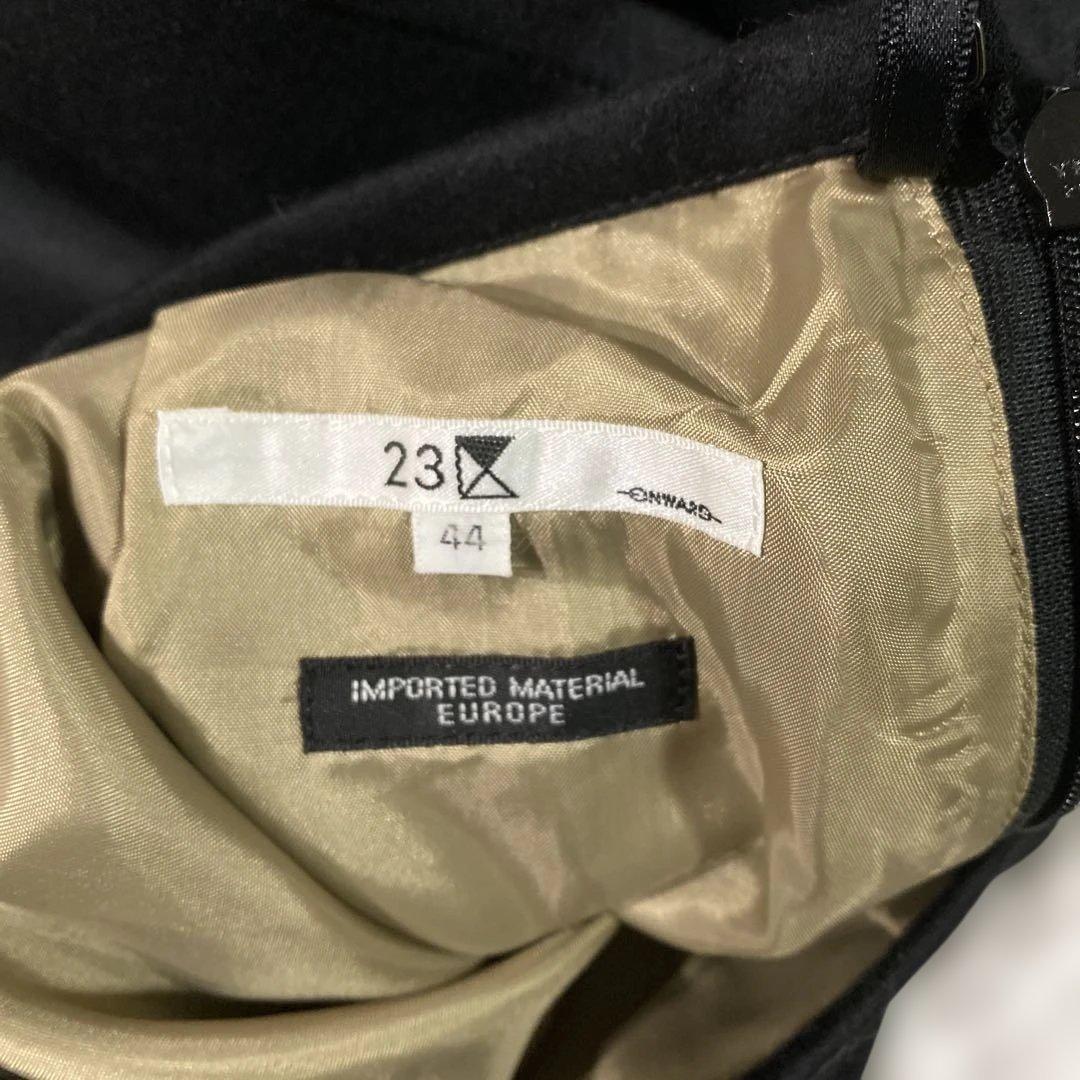 23区
ONWARD
44
IMPORTED MATERIAL
EUROPE